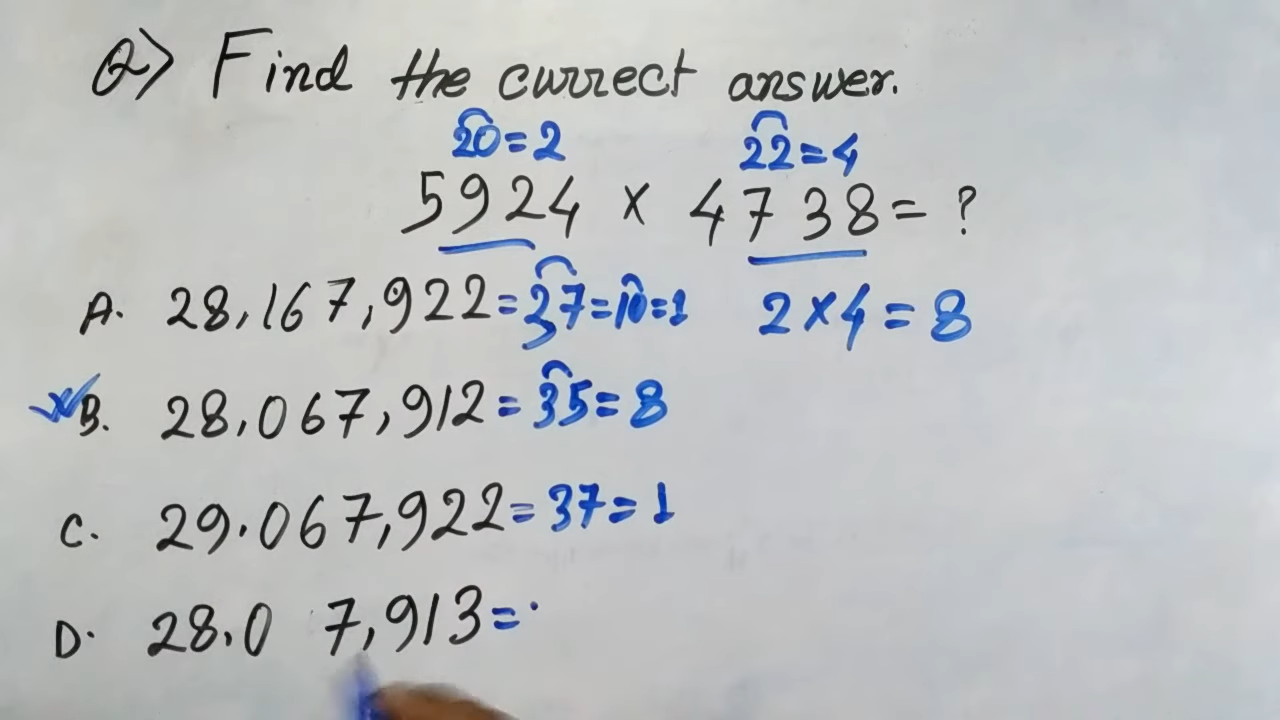 Q> Find the currect answer.
20=2 22=4
5924 x 4738= ?
A. 28,167,922=37=10=1 2x4=8
B. 28,067,912=35=8
C. 29.067,922=37=1
D. 28.0 7,913=